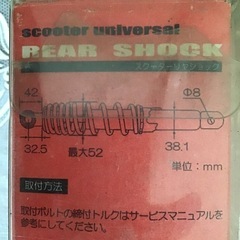 scooter universal
REAR SHOCK
スクーターリヤショック
42
Φ8
32.5
最大52
38.1
単位：mm
取付方法
取付ボルトの締付トルクはサービスマニュアルを
参考にしてください。